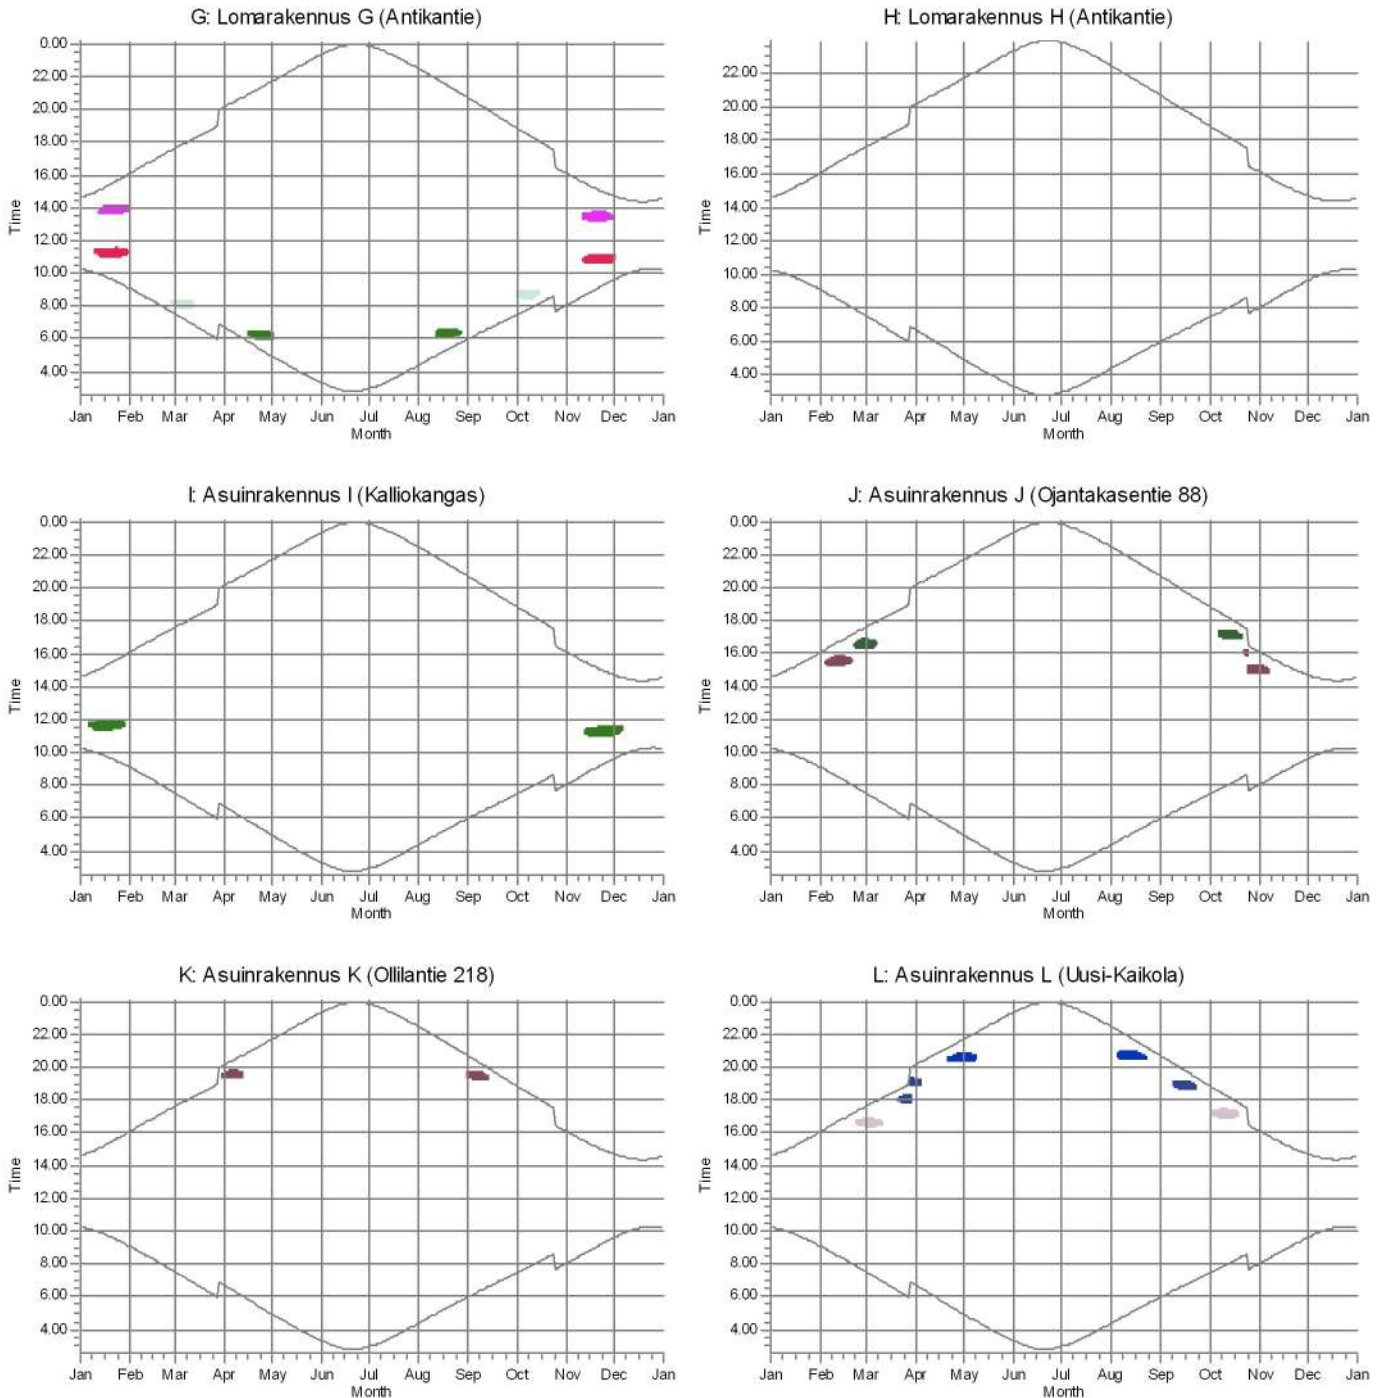 G: Lomarakennus G (Antikantie)
0.00
22.00
20.00
18.00
16.00
14.00
12.00
10.00
8.00
6.00
4.00
Time
Jan Feb Mar Apr May Jun Jul Aug Sep Oct Nov Dec Jan
Month
H: Lomarakennus H (Antikantie)
22.00
20.00
18.00
16.00
14.00
12.00
10.00
8.00
6.00
4.00
Time
Jan Feb Mar Apr May Jun Jul Aug Sep Oct Nov Dec Jan
Month
I: Asuinrakennus I (Kalliokangas)
0.00
22.00
20.00
18.00
16.00
14.00
12.00
10.00
8.00
6.00
4.00
Time
Jan Feb Mar Apr May Jun Jul Aug Sep Oct Nov Dec Jan
Month
J: Asuinrakennus J (Ojantakasentie 88)
0.00
22.00
20.00
18.00
16.00
14.00
12.00
10.00
8.00
6.00
4.00
Time
Jan Feb Mar Apr May Jun Jul Aug Sep Oct Nov Dec Jan
Month
K: Asuinrakennus K (Ollilantie 218)
0.00
22.00
20.00
18.00
16.00
14.00
12.00
10.00
8.00
6.00
4.00
Time
Jan Feb Mar Apr May Jun Jul Aug Sep Oct Nov Dec Jan
Month
L: Asuinrakennus L (Uusi-Kaikola)
0.00
22.00
20.00
18.00
16.00
14.00
12.00
10.00
8.00
6.00
4.00
Time
Jan Feb Mar Apr May Jun Jul Aug Sep Oct Nov Dec Jan
Month